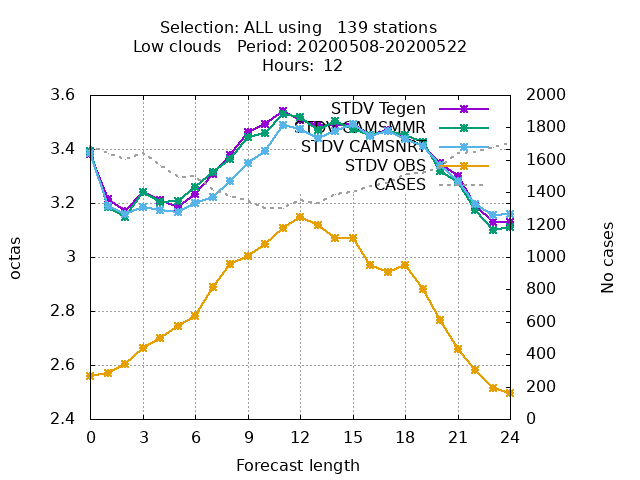 Selection: ALL using   139 stations
Low clouds   Period: 20200508-20200522
Hours:  12
3.6
3.4
3.2
3
2.8
2.6
2.4
octas
2000
1800
1600
1400
1200
1000
800
600
400
200
0
No cases
STDV Tegen
STDV CAMSMMR
STDV CAMSNRT
STDV OBS
CASES
0 3 6 9 12 15 18 21 24
Forecast length